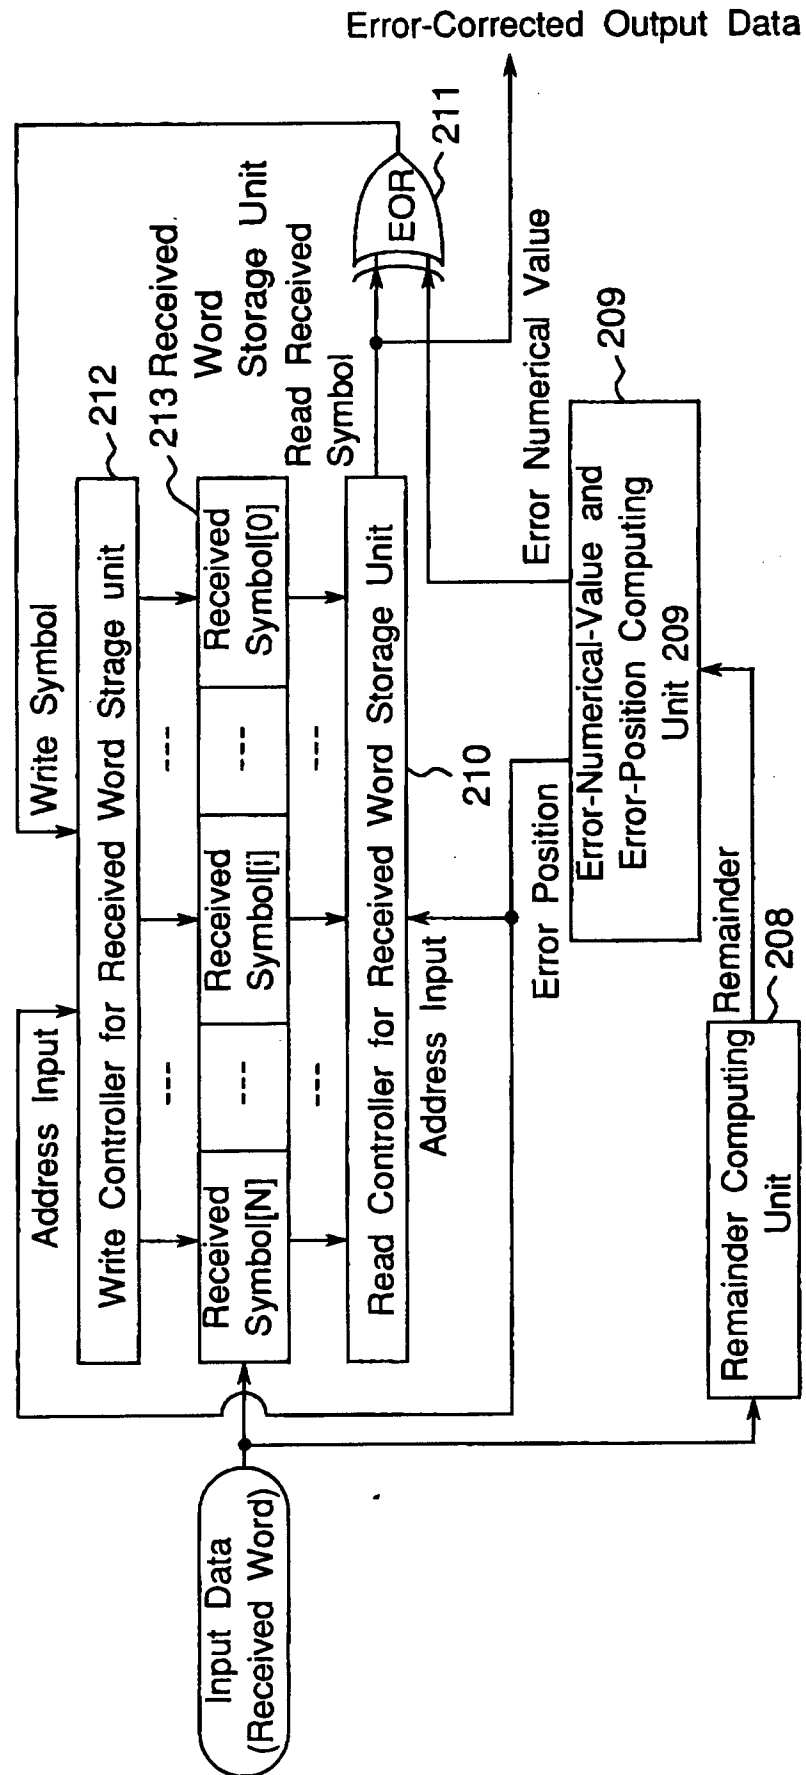 Error-Corrected Output Data
Input Data
(Received Word)
Address Input
Write Symbol
Write Controller for Received Word Strage unit
212
---
---
213 Received.
Word
Storage Unit
Received
Symbol[N]
---
Received
Symbol[i]
---
Received
Symbol[0]
---
---
Read Received
Symbol
Read Controller for Received Word Storage Unit
210
Address Input
EOR
211
Error Position
Error Numerical Value
Error-Numerical-Value and
Error-Position Computing
Unit 209
209
Remainder Computing
Unit
Remainder
208